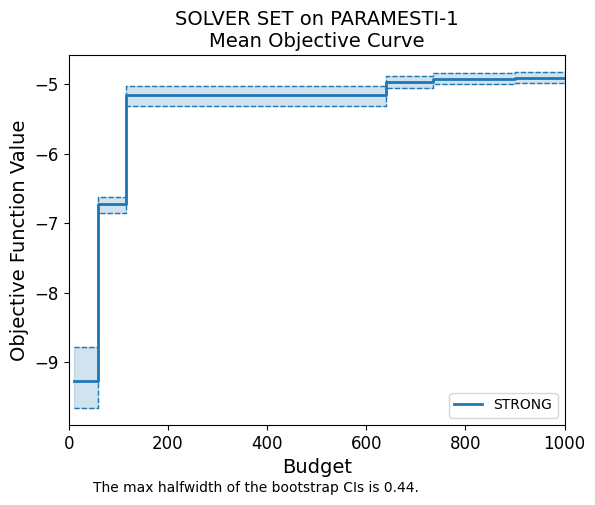 SOLVER SET on PARAMESTI-1
Mean Objective Curve
Objective Function Value
−5
−6
−7
−8
−9
STRONG
0 200 400 600 800 1000
Budget
The max halfwidth of the bootstrap CIs is 0.44.